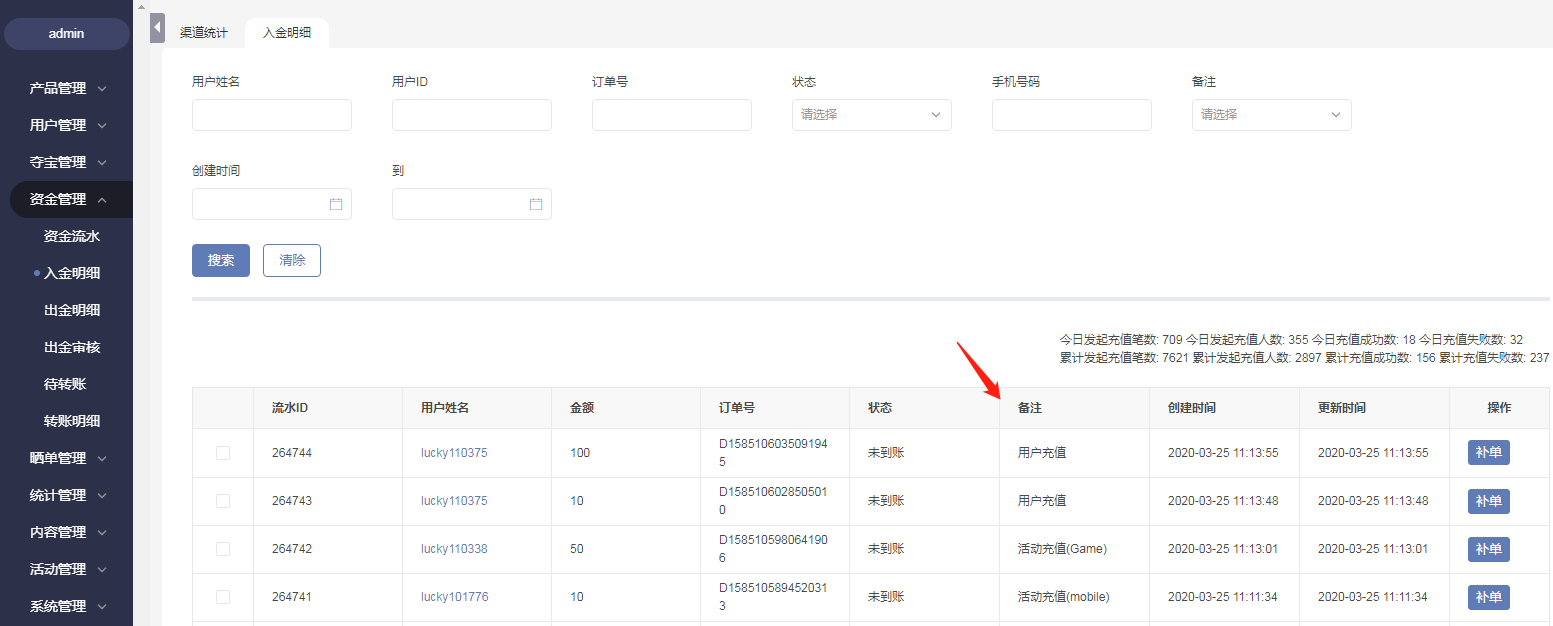 admin
产品管理
用户管理
夺宝管理
资金管理
资金流水
入金明细
出金明细
出金审核
待转账
转账明细
晒单管理
统计管理
内容管理
活动管理
系统管理
渠道统计 入金明细
用户姓名 用户ID 订单号 状态 手机号码 备注
请选择 请选择
创建时间 到
搜索 清除
今日发起充值笔数: 709 今日发起充值人数: 355 今日充值成功数: 18 今日充值失败数: 32
累计发起充值笔数: 7621 累计发起充值人数: 2897 累计充值成功数: 156 累计充值失败数: 237
流水ID 用户姓名 金额 订单号 状态 备注 创建时间 更新时间 操作
264744 lucky110375 100 D158510603509194 未到账 用户充值 2020-03-25 11:13:55 2020-03-25 11:13:55 补单
5
264743 lucky110375 10 D158510602850501 未到账 用户充值 2020-03-25 11:13:48 2020-03-25 11:13:48 补单
0
264742 lucky110338 50 D158510598064190 未到账 活动充值(Game) 2020-03-25 11:13:01 2020-03-25 11:13:01 补单
6
264741 lucky101776 10 D158510589452031 未到账 活动充值(mobile) 2020-03-25 11:11:34 2020-03-25 11:11:34 补单
3